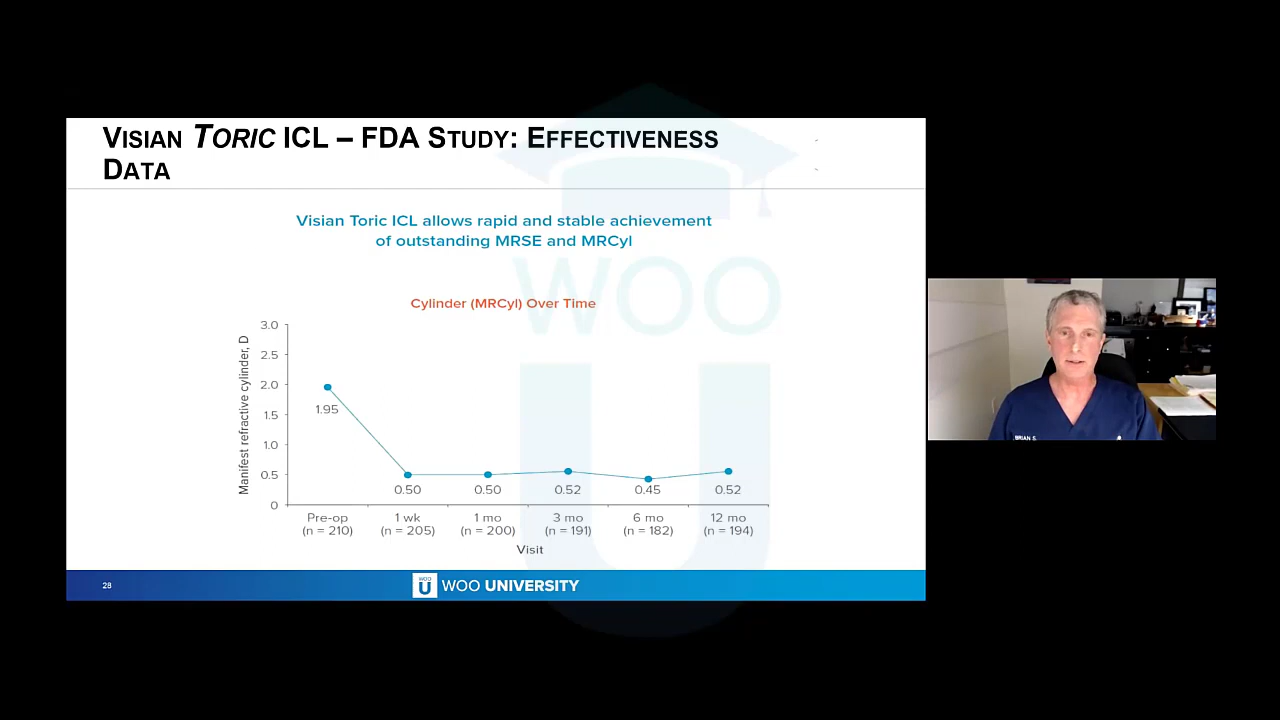 VISIAN TORIC ICL – FDA STUDY: EFFECTIVENESS
DATA
Visian Toric ICL allows rapid and stable achievement
of outstanding MRSE and MRCyl
Cylinder (MRCyl) Over Time
Manifest refractive cylinder, D
3.0
2.5
2.0
1.5
1.0
0.5
0
1.95
0.50
0.50
0.52
0.45
0.52
Pre-op 1 wk 1 mo 3 mo 6 mo 12 mo
(n = 210) (n = 205) (n = 200) (n = 191) (n = 182) (n = 194)
Visit
28
WOO U WOO UNIVERSITY
WOO
U
BRIAN S.